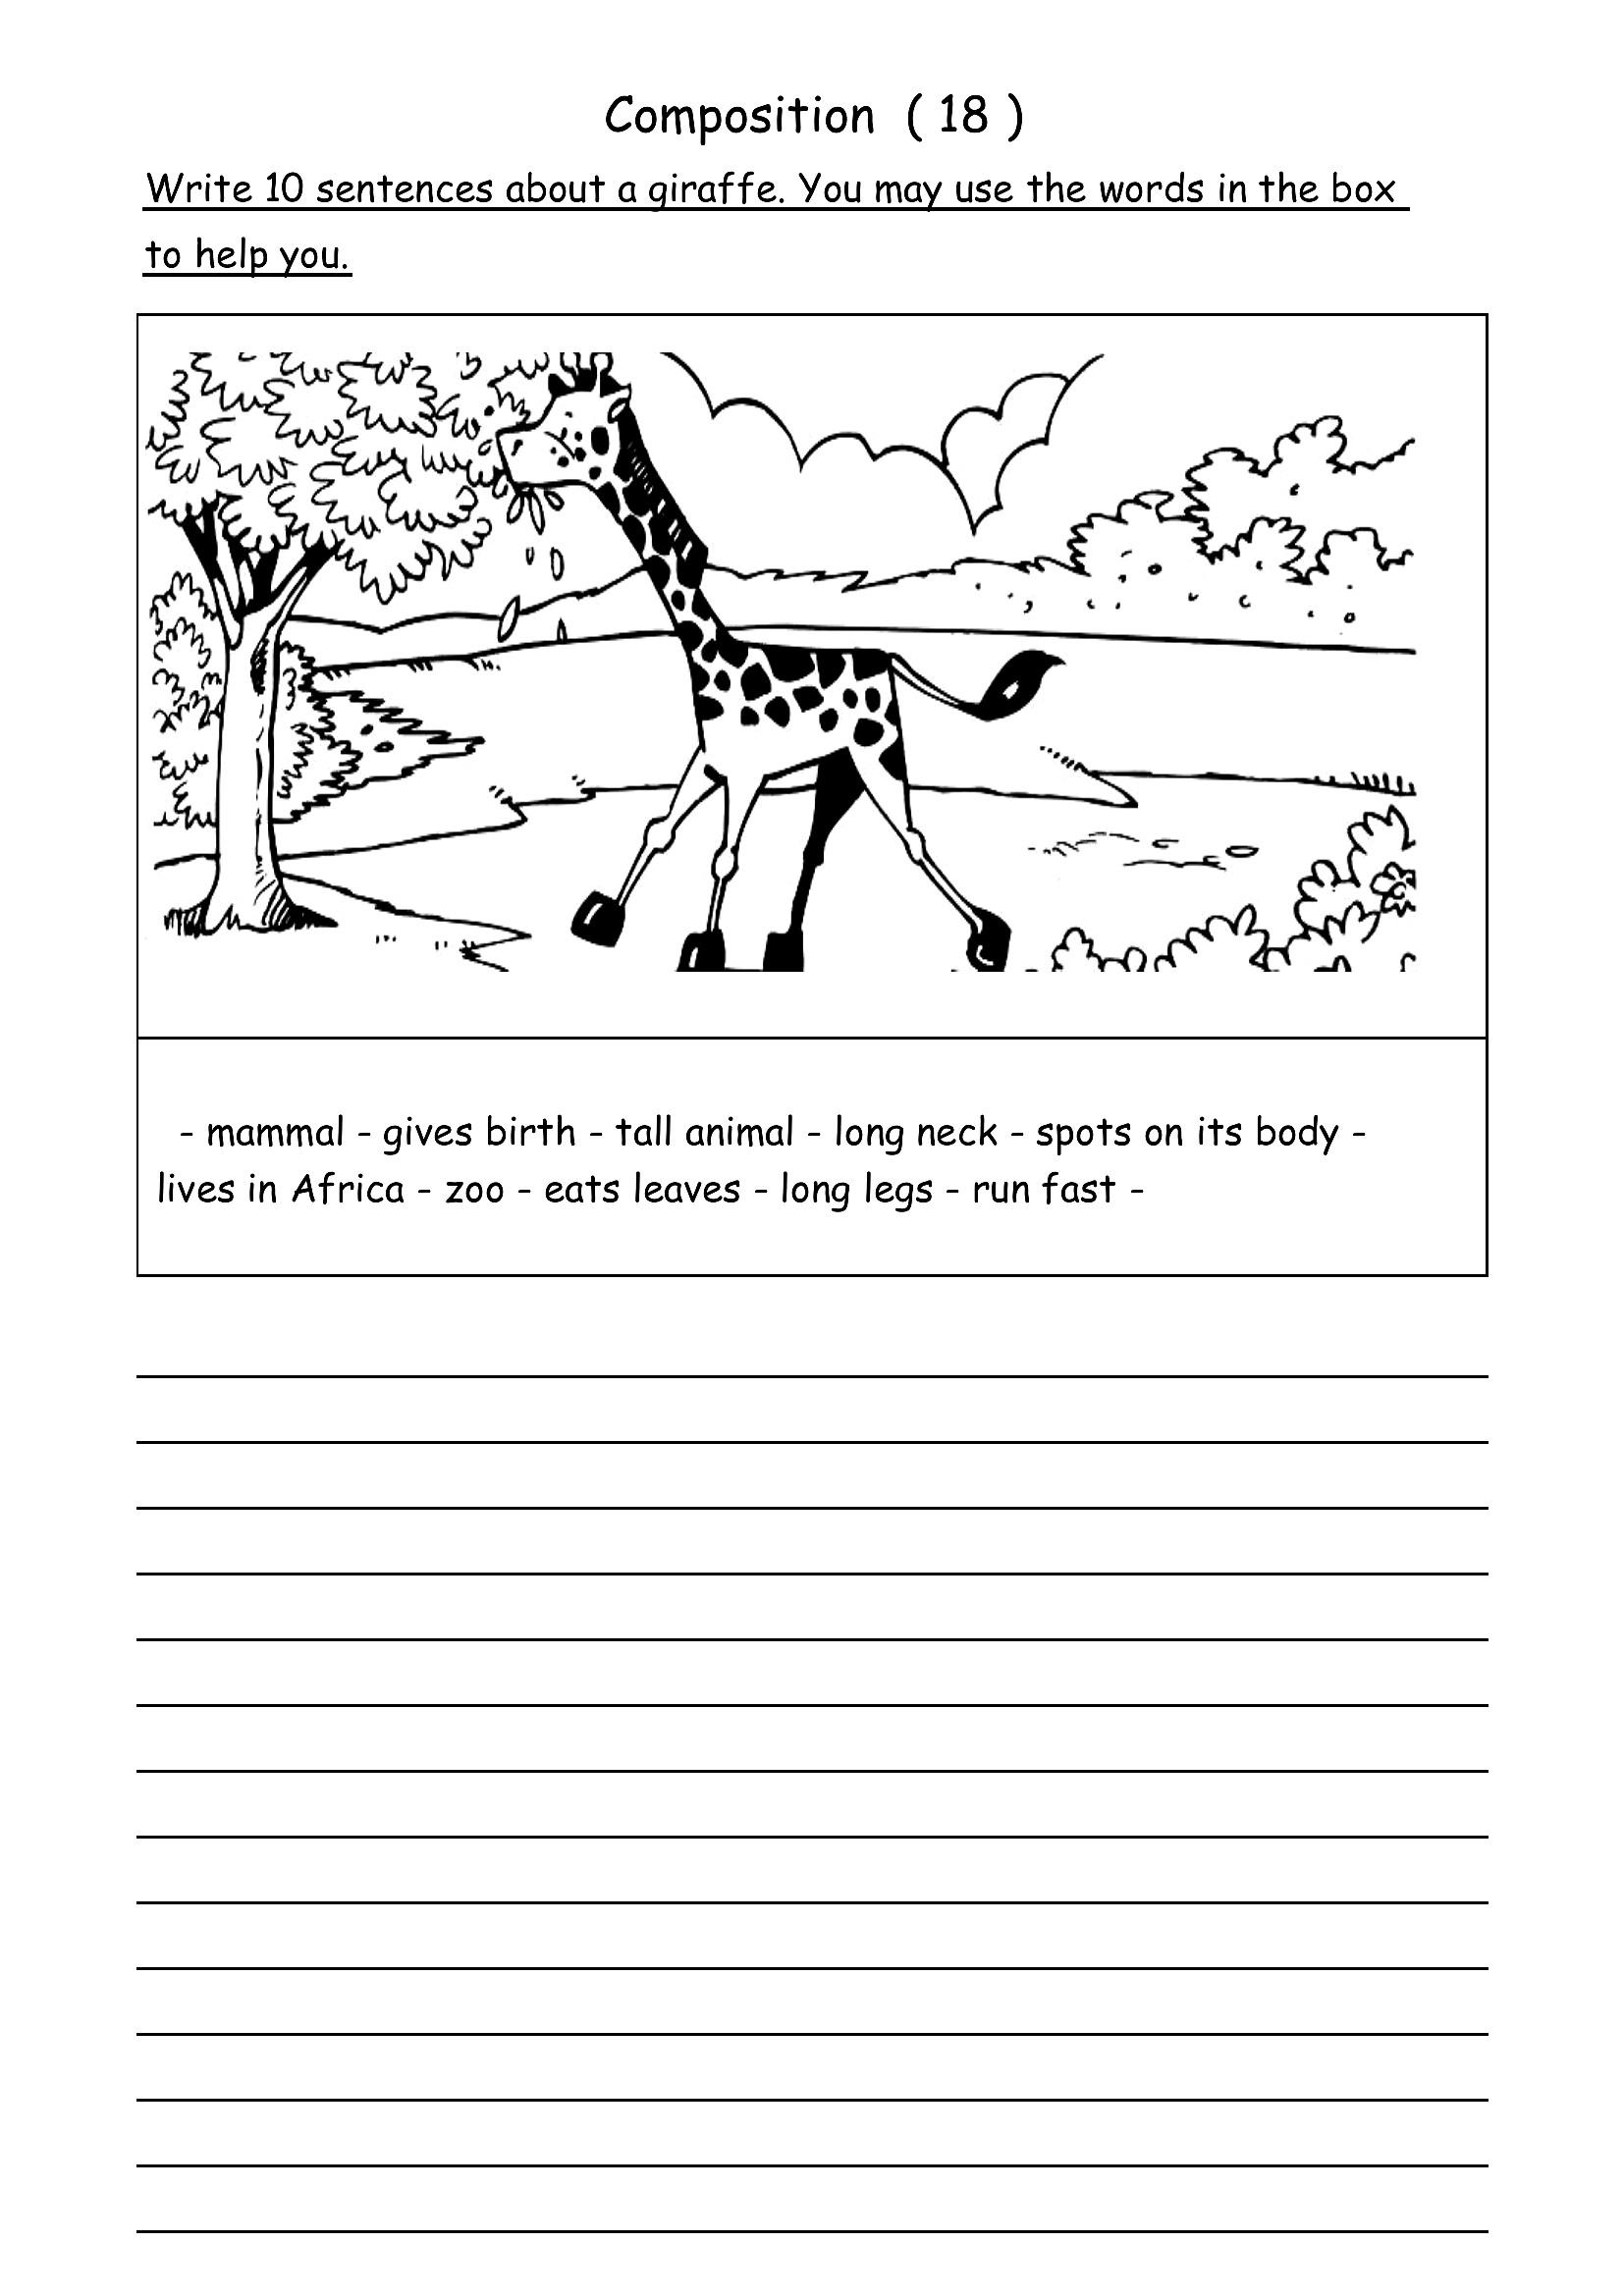 Composition ( 18 )
Write 10 sentences about a giraffe. You may use the words in the box
to help you.
- mammal - gives birth - tall animal - long neck - spots on its body -
lives in Africa - zoo - eats leaves - long legs - run fast -